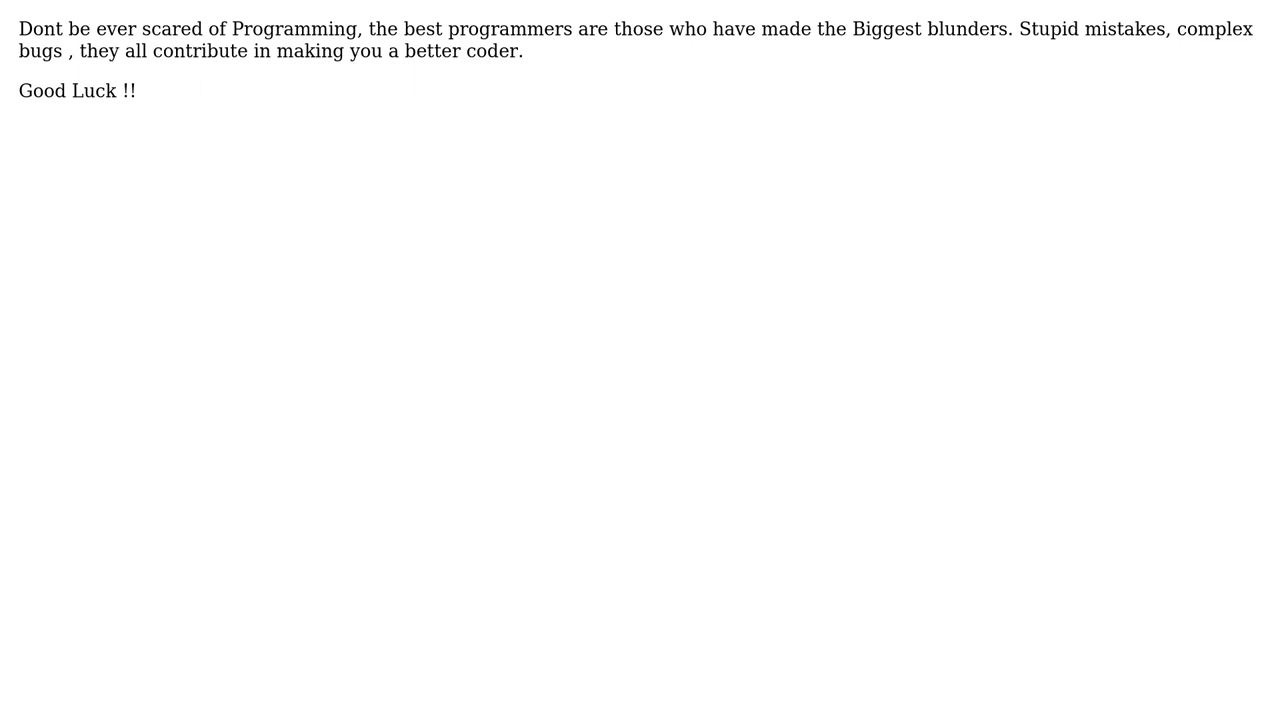 Dont be ever scared of Programming, the best programmers are those who have made the Biggest blunders. Stupid mistakes, complex
bugs , they all contribute in making you a better coder.
Good Luck !!